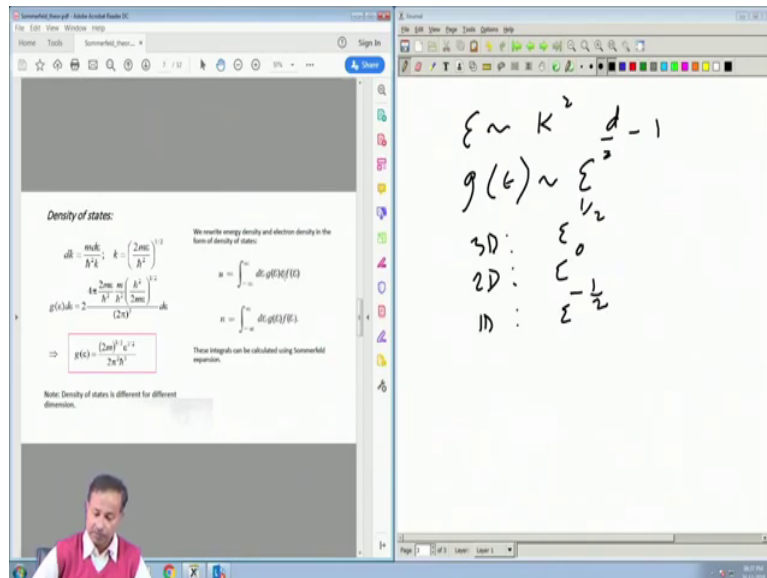 Sommerfeld_theor.pdf - Adobe Acrobat Reader DC
File Edit View Window Help
Home Tools Sommerfeld_theor... × Sign In
7 / 12
Share
Density of states:
dk = mdε/ħ²k; k = (2mε/ħ²)^{1/2}
g(ε)dε = 2 4π (2mε/ħ²) (m/ħ²) (ħ²/2mε)^{1/2} / (2π)³ dε
⇒ g(ε) = (2m)^{3/2} ε^{1/2} / 2π²ħ³
Note: Density of states is different for different
dimension.
We rewrite energy density and electron density in the
form of density of states:
u = ∫_{-∞}^{∞} dε g(ε)εf(ε)
n = ∫_{-∞}^{∞} dε g(ε)f(ε).
These integrals can be calculated using Sommerfeld
expansion.
File Edit View Page Tools Options Help
ε ~ K²
g(ε) ~ ε^{d/2 - 1}
3D: ε^{1/2}
2D: ε^{0}
1D: ε^{-1/2}
Page 3 of 3 Layer: Layer 1